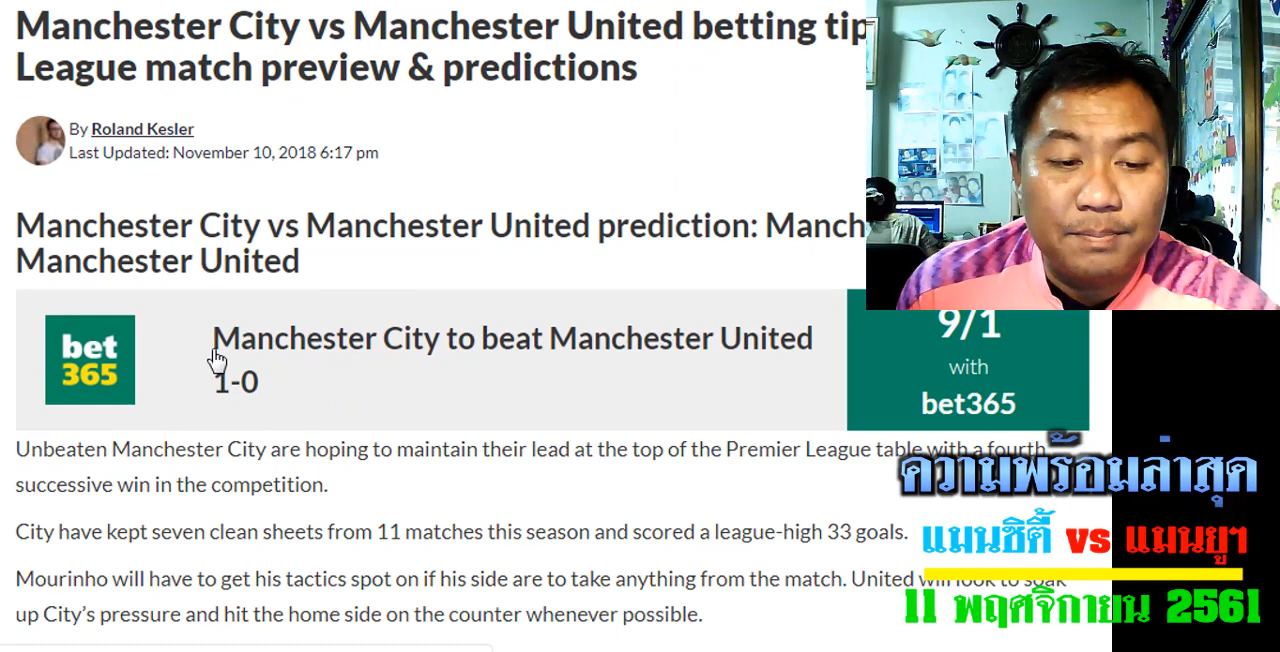 Manchester City vs Manchester United betting tip
League match preview & predictions
By Roland Kesler
Last Updated: November 10, 2018 6:17 pm
Manchester City vs Manchester United prediction: Manch
Manchester United
bet
365
Manchester City to beat Manchester United
1-0
9/1
with
bet365
Unbeaten Manchester City are hoping to maintain their lead at the top of the Premier League table with a fourth
successive win in the competition.
City have kept seven clean sheets from 11 matches this season and scored a league-high 33 goals.
Mourinho will have to get his tactics spot on if his side are to take anything from the match. United will look to soak
up City's pressure and hit the home side on the counter whenever possible.
ความพร้อมล่าสุด
แมนซิตี้ vs แมนยูฯ
11 พฤศจิกายน 2561